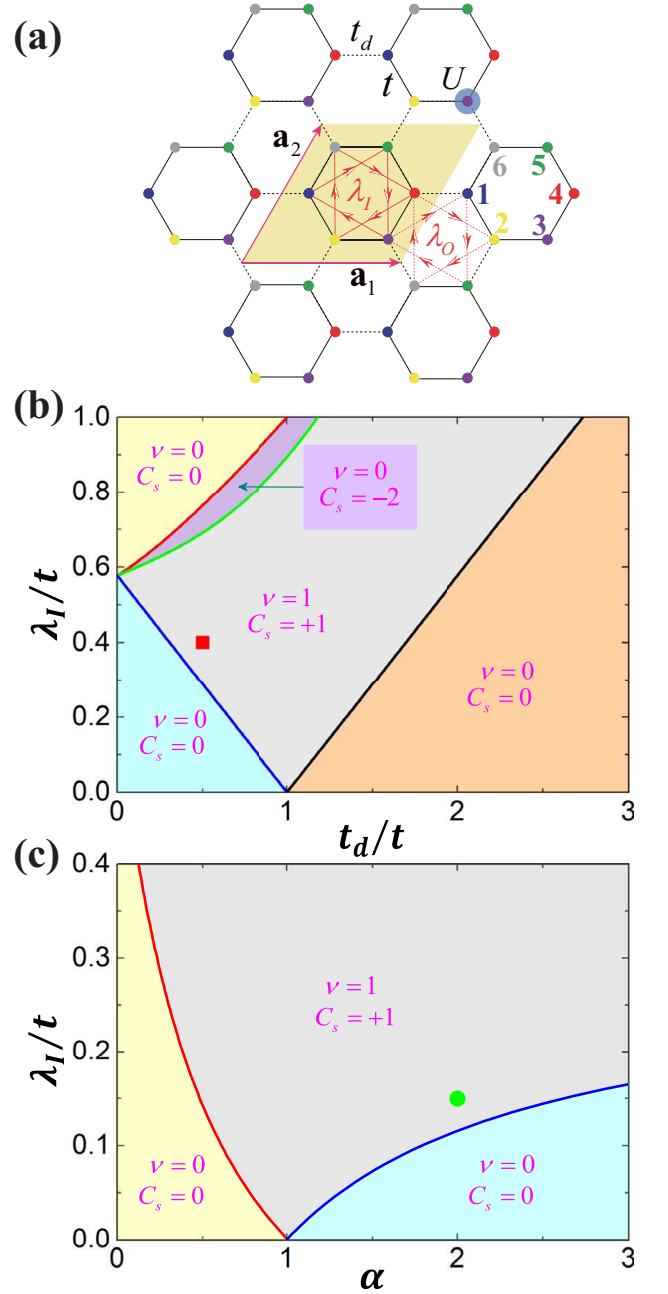 (a)
t_d
t
U
a₂
λ_I
6
5
1
4
λ_O
2
3
a₁
(b)
1.0
0.8
0.6
0.4
0.2
0.0
λ_I/t
ν = 0
C_s = 0
ν = 0
C_s = −2
ν = 1
C_s = +1
ν = 0
C_s = 0
ν = 0
C_s = 0
0
1
2
3
t_d/t
(c)
0.4
0.3
0.2
0.1
0.0
λ_I/t
ν = 1
C_s = +1
ν = 0
C_s = 0
ν = 0
C_s = 0
0
1
2
3
α